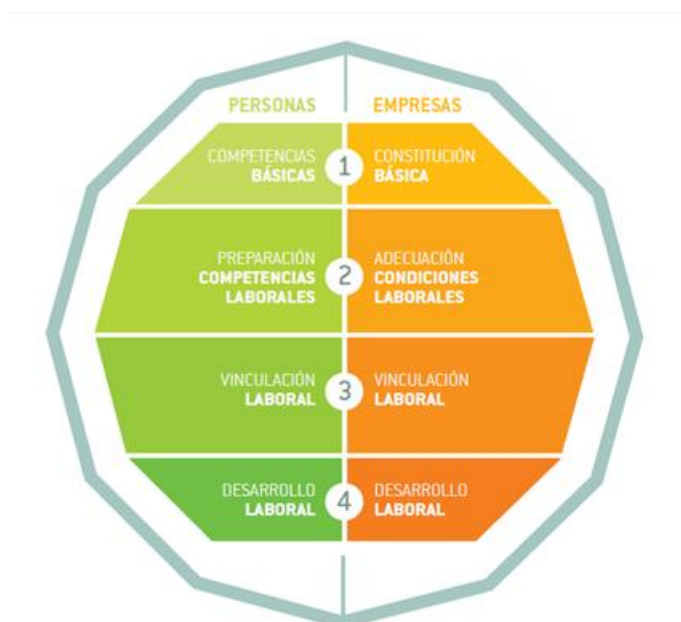 PERSONAS
EMPRESAS
COMPETENCIAS
BÁSICAS
1
CONSTITUCIÓN
BÁSICA
PREPARACIÓN
COMPETENCIAS
LABORALES
2
ADECUACIÓN
CONDICIONES
LABORALES
VINCULACIÓN
LABORAL
3
VINCULACIÓN
LABORAL
DESARROLLO
LABORAL
4
DESARROLLO
LABORAL